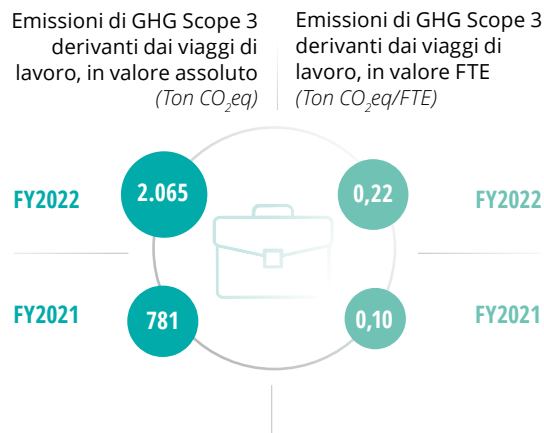 Emissioni di GHG Scope 3
derivanti dai viaggi di
lavoro, in valore assoluto
(Ton CO₂eq)
Emissioni di GHG Scope 3
derivanti dai viaggi di
lavoro, in valore FTE
(Ton CO₂eq/FTE)
FY2022
2.065
0,22
FY2022
FY2021
781
0,10
FY2021